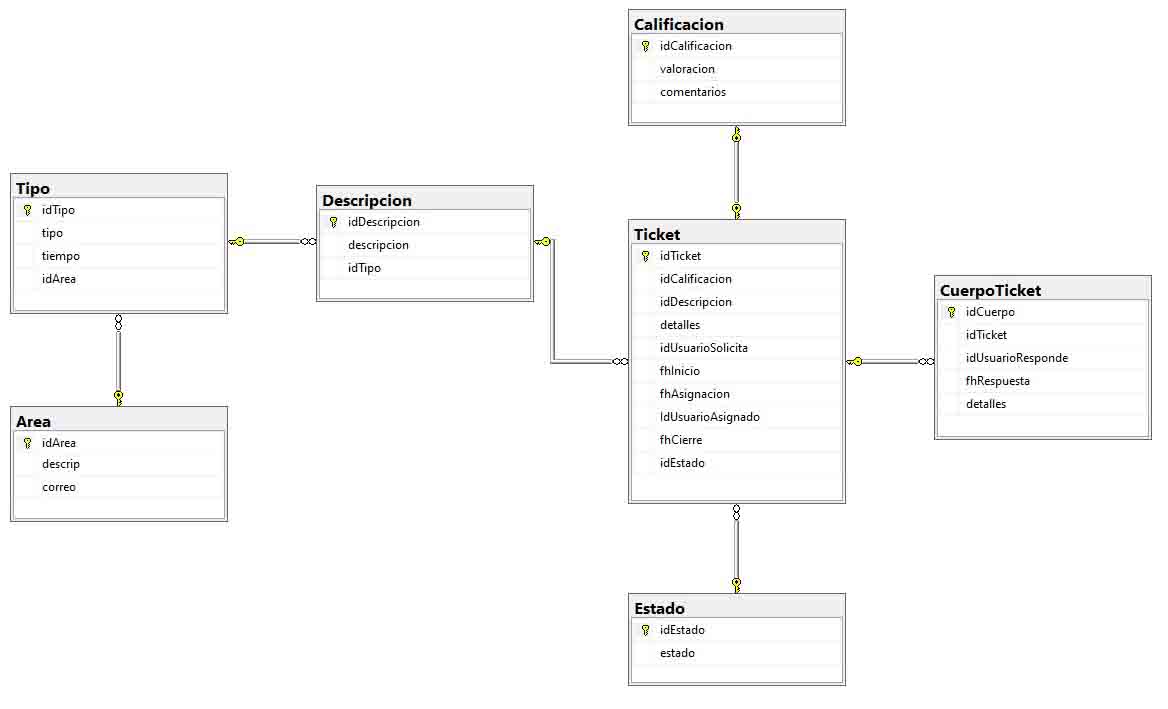 Calificacion
idCalificacion
valoracion
comentarios
Tipo
idTipo
tipo
tiempo
idArea
Descripcion
idDescripcion
descripcion
idTipo
Ticket
idTicket
idCalificacion
idDescripcion
detalles
idUsuarioSolicita
fhInicio
fhAsignacion
IdUsuarioAsignado
fhCierre
idEstado
CuerpoTicket
idCuerpo
idTicket
idUsuarioResponde
fhRespuesta
detalles
Area
idArea
descrip
correo
Estado
idEstado
estado